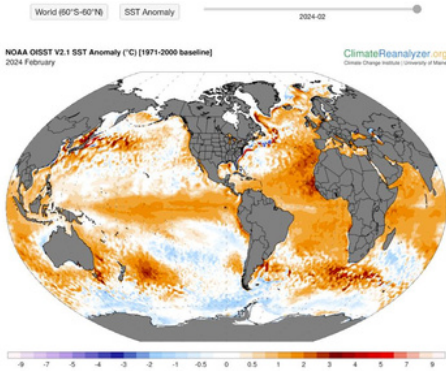 World (60°S-60°N)
SST Anomaly
2024-02
NOAA OISST V2.1 SST Anomaly (°C) [1971-2000 baseline]
2024 February
ClimateReanalyzer.org
Climate Change Institute | University of Maine
-9 -7 -5 -4 -3 -2 -1 -0.5 0 0.5 1 2 3 4 5 7 9